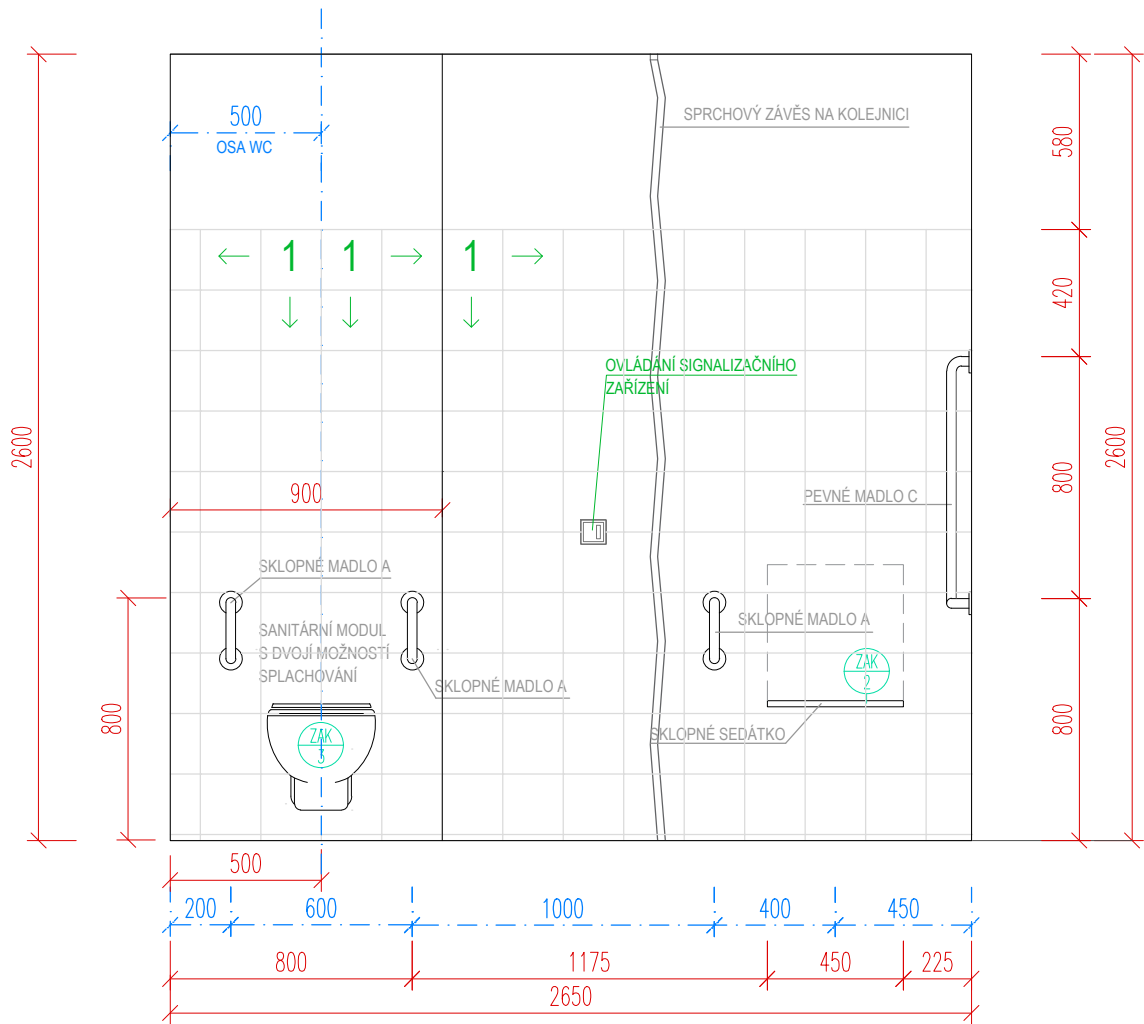 500
OSA WC
SPRCHOVÝ ZÁVĚS NA KOLEJNICI
580
1
1
1
420
OVLÁDÁNÍ SIGNALIZAČNÍHO
ZAŘÍZENÍ
2600
2600
900
PEVNÉ MADLO C
800
SKLOPNÉ MADLO A
SANITÁRNÍ MODUL
S DVOJÍ MOŽNOSTÍ
SPLACHOVÁNÍ
SKLOPNÉ MADLO A
SKLOPNÉ MADLO A
ZAK
2
800
800
SKLOPNÉ SEDÁTKO
ZAK
3
500
200
600
1000
400
450
800
1175
450
225
2650